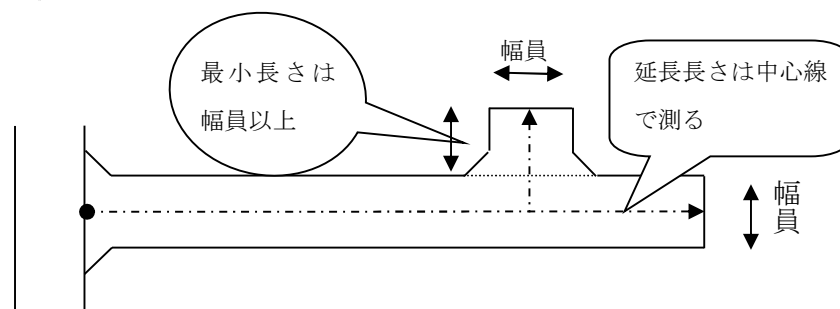 最小長さは
幅員以上
幅員
延長長さは中心線
で測る
幅員